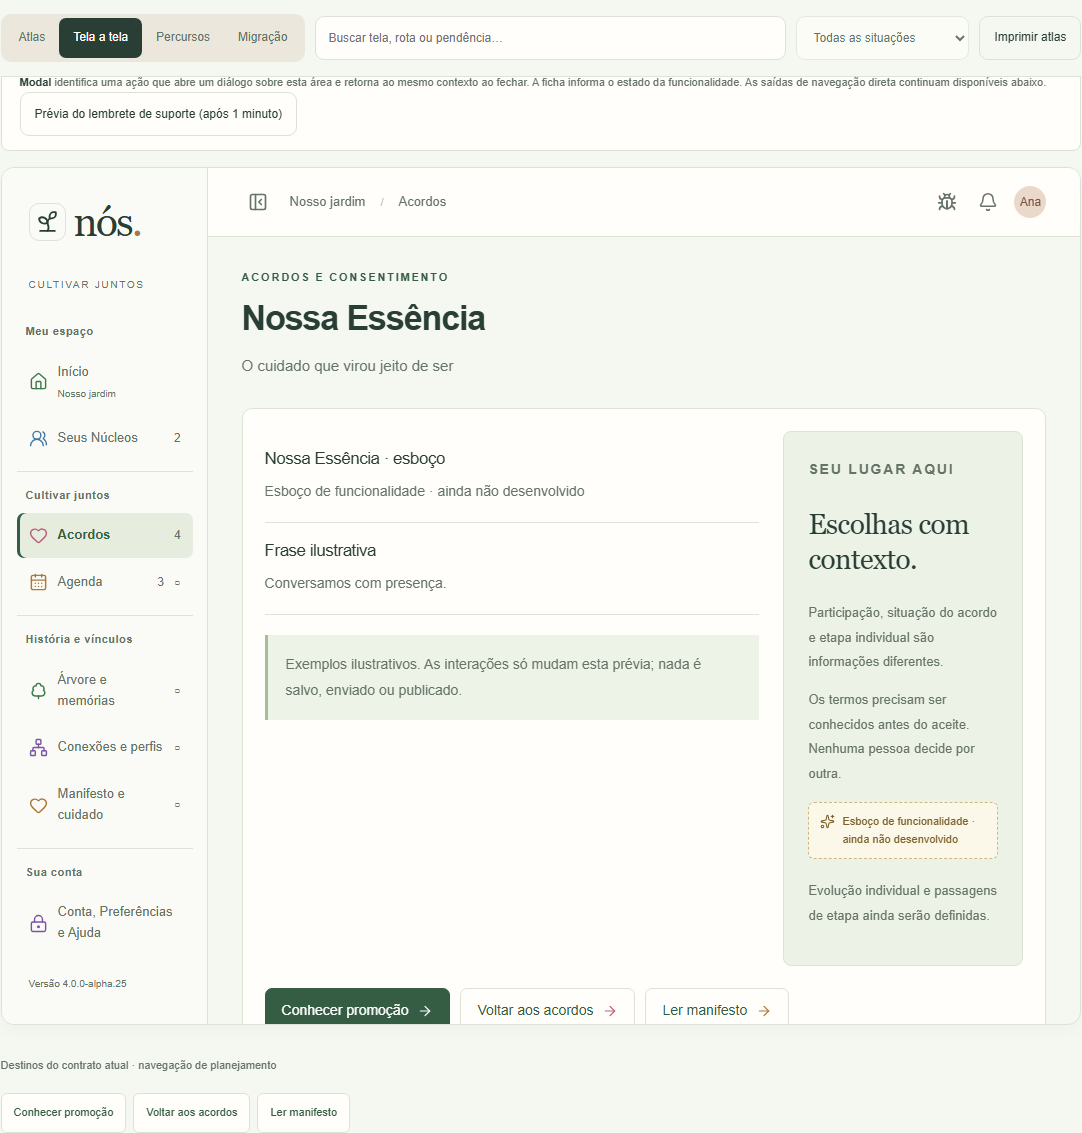 Atlas
Tela a tela
Percursos
Migração
Buscar tela, rota ou pendência...
Todas as situações
Imprimir atlas
Modal identifica uma ação que abre um diálogo sobre esta área e retorna ao mesmo contexto ao fechar. A ficha informa o estado da funcionalidade. As saídas de navegação direta continuam disponíveis abaixo.
Prévia do lembrete de suporte (após 1 minuto)
nós.
CULTIVAR JUNTOS
Meu espaço
Início
Nosso jardim
Seus Núcleos 2
Cultivar juntos
Acordos 4
Agenda 3
História e vínculos
Árvore e
memórias
Conexões e perfis
Manifesto e
cuidado
Sua conta
Conta, Preferências
e Ajuda
Versão 4.0.0-alpha.25
Nosso jardim / Acordos
Ana
ACORDOS E CONSENTIMENTO
Nossa Essência
O cuidado que virou jeito de ser
Nossa Essência · esboço
Esboço de funcionalidade · ainda não desenvolvido
Frase ilustrativa
Conversamos com presença.
Exemplos ilustrativos. As interações só mudam esta prévia; nada é
salvo, enviado ou publicado.
SEU LUGAR AQUI
Escolhas com
contexto.
Participação, situação do acordo
e etapa individual são
informações diferentes.
Os termos precisam ser
conhecidos antes do aceite.
Nenhuma pessoa decide por
outra.
Esboço de funcionalidade ·
ainda não desenvolvido
Evolução individual e passagens
de etapa ainda serão definidas.
Conhecer promoção →
Voltar aos acordos →
Ler manifesto →
Destinos do contrato atual · navegação de planejamento
Conhecer promoção
Voltar aos acordos
Ler manifesto